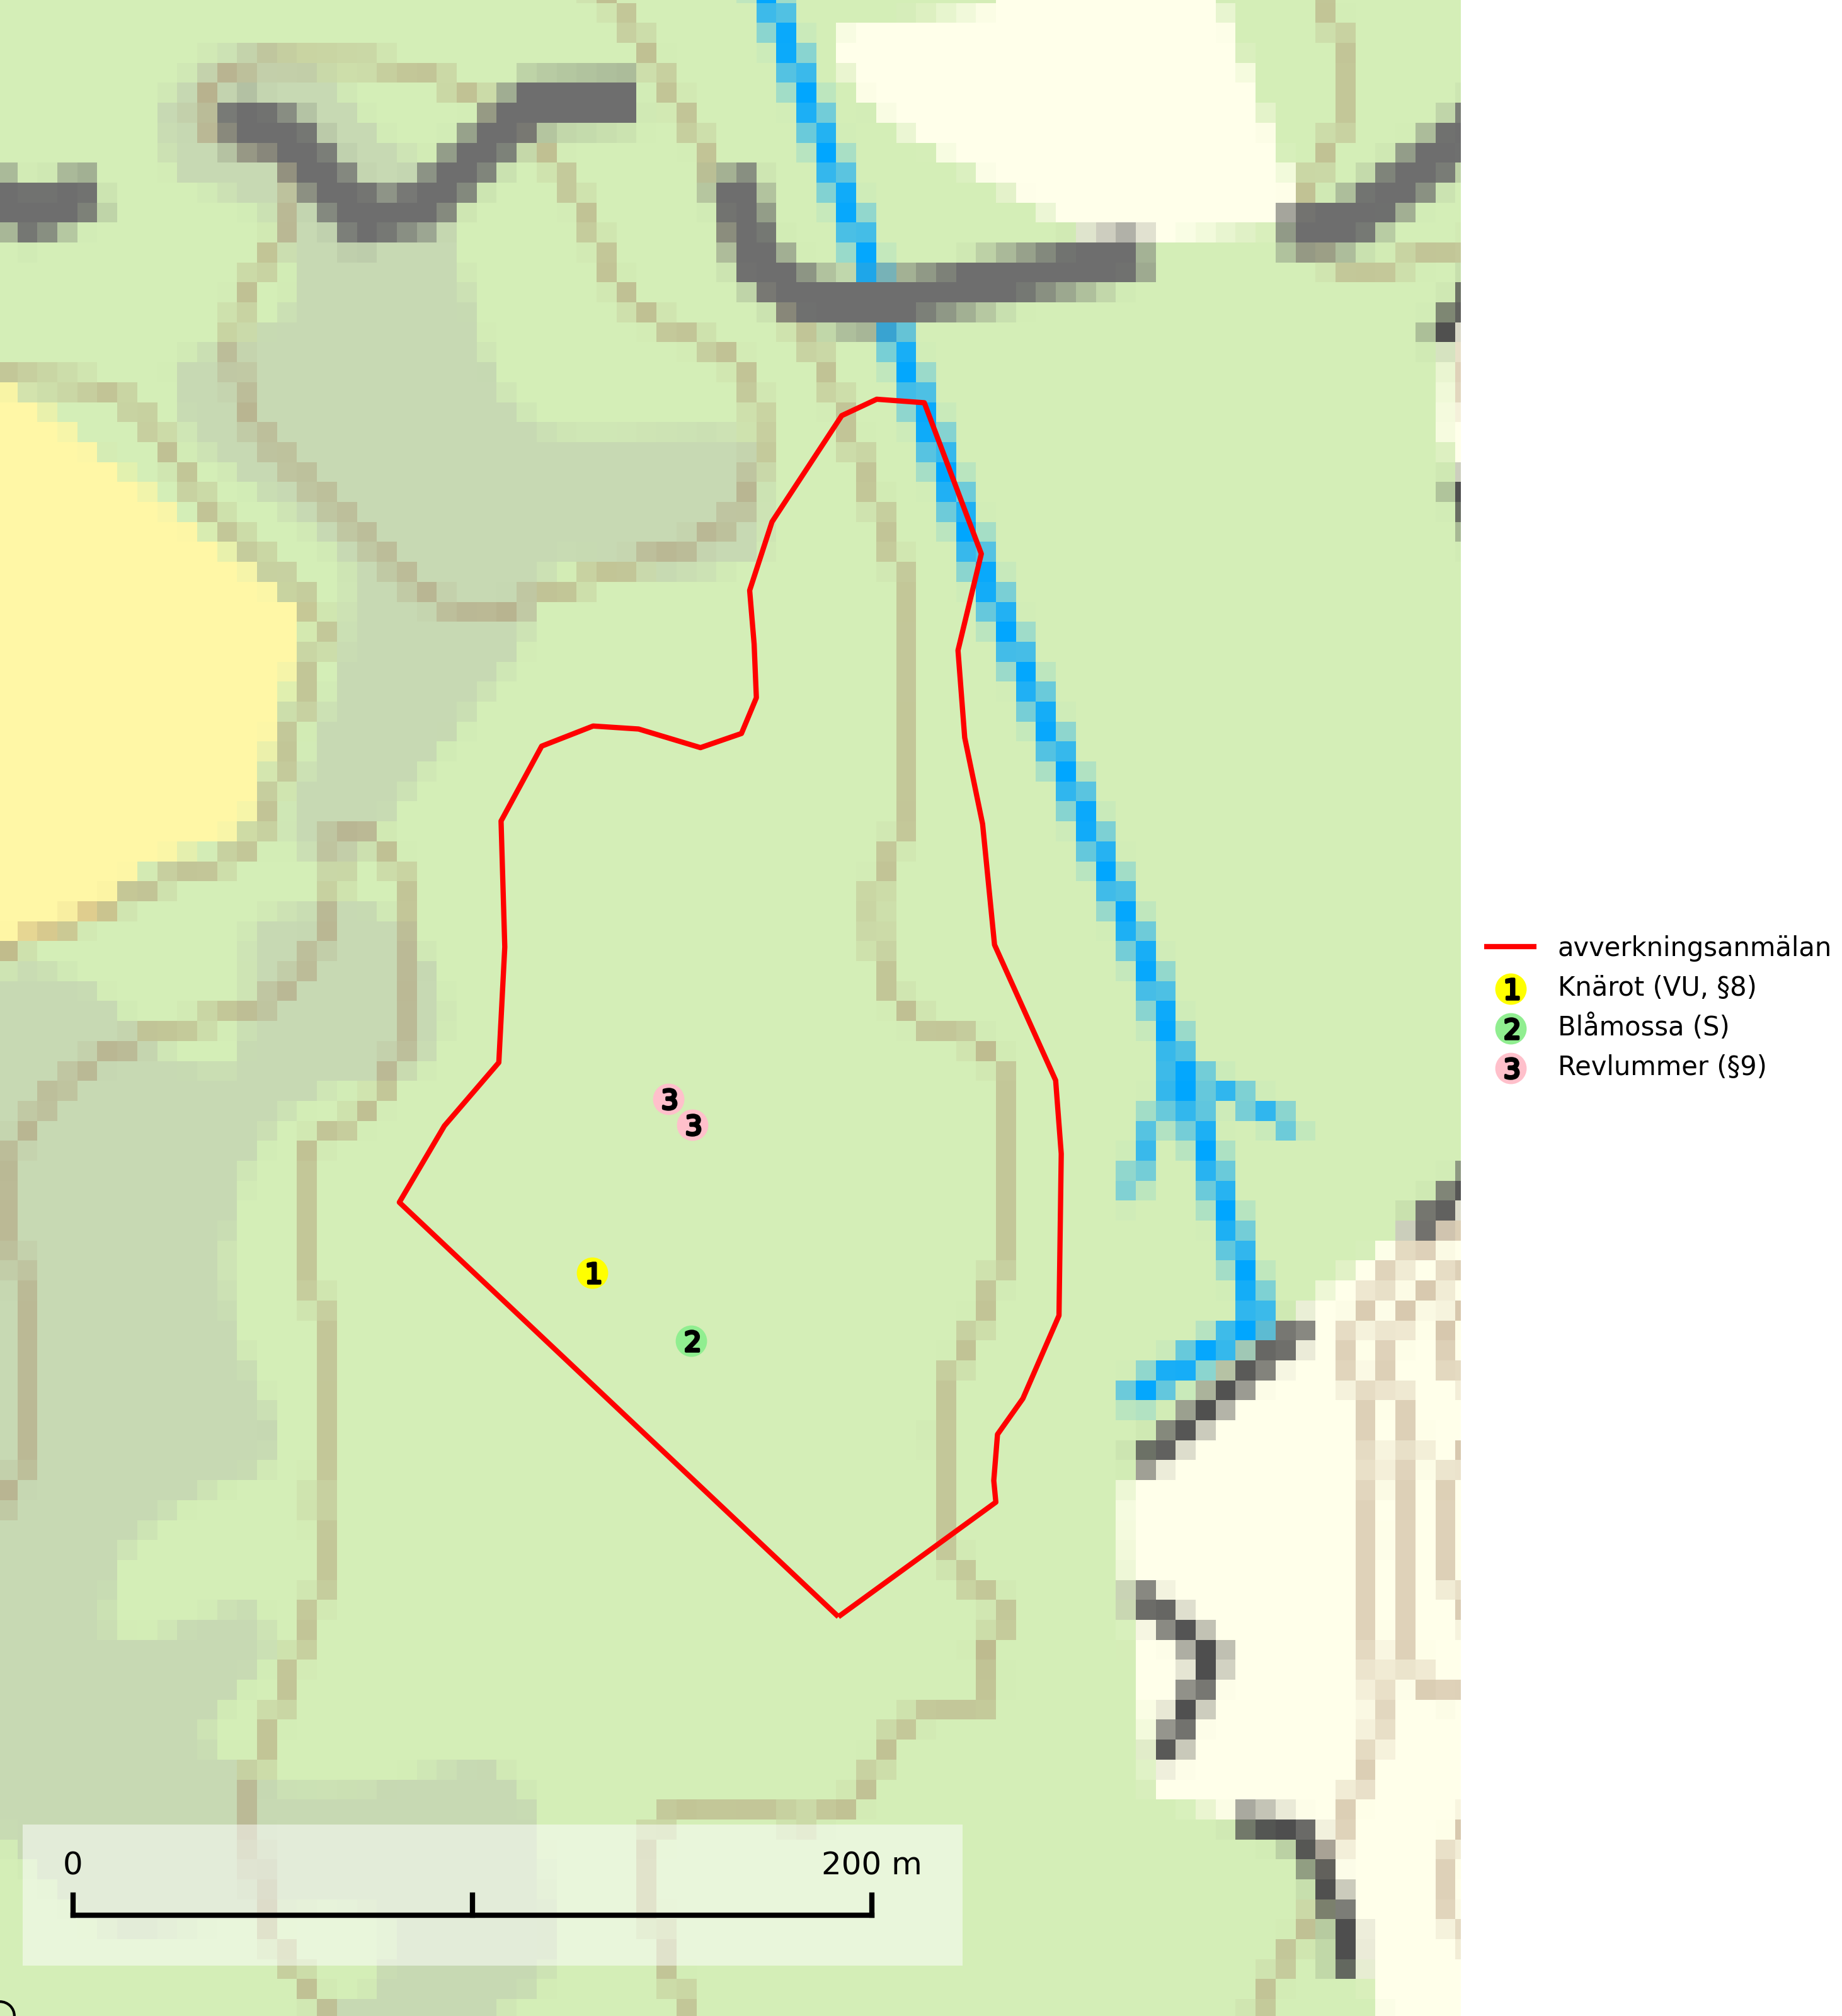 avverkningsanmälan
1 Knärot (VU, §8)
2 Blåmossa (S)
3 Revlummer (§9)
3
3
1
2
0 200 m